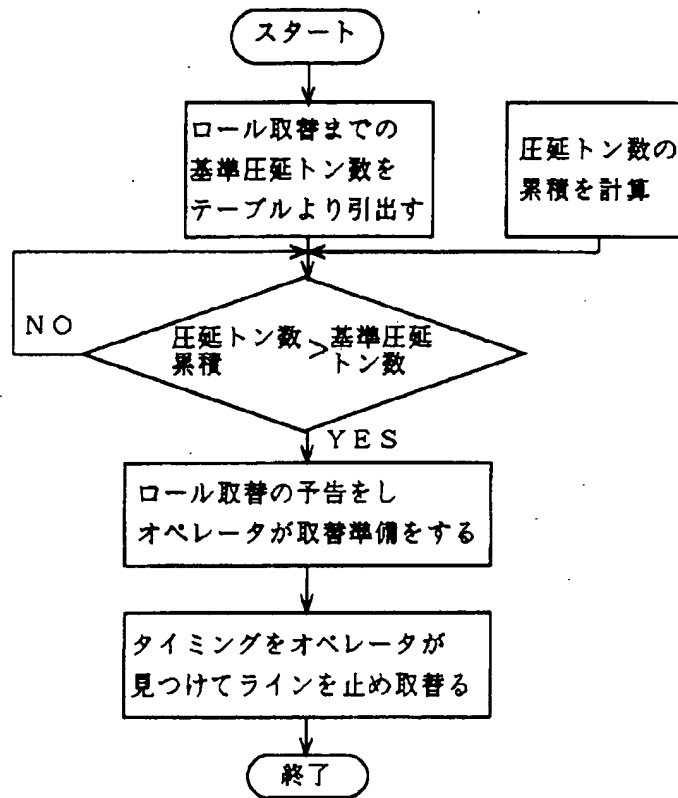 スタート
ロール取替までの
基準圧延トン数を
テーブルより引出す
圧延トン数の
累積を計算
NO
圧延トン数 > 基準圧延
累積 トン数
YES
ロール取替の予告をし
オペレータが取替準備をする
タイミングをオペレータが
見つけてラインを止め取替る
終了